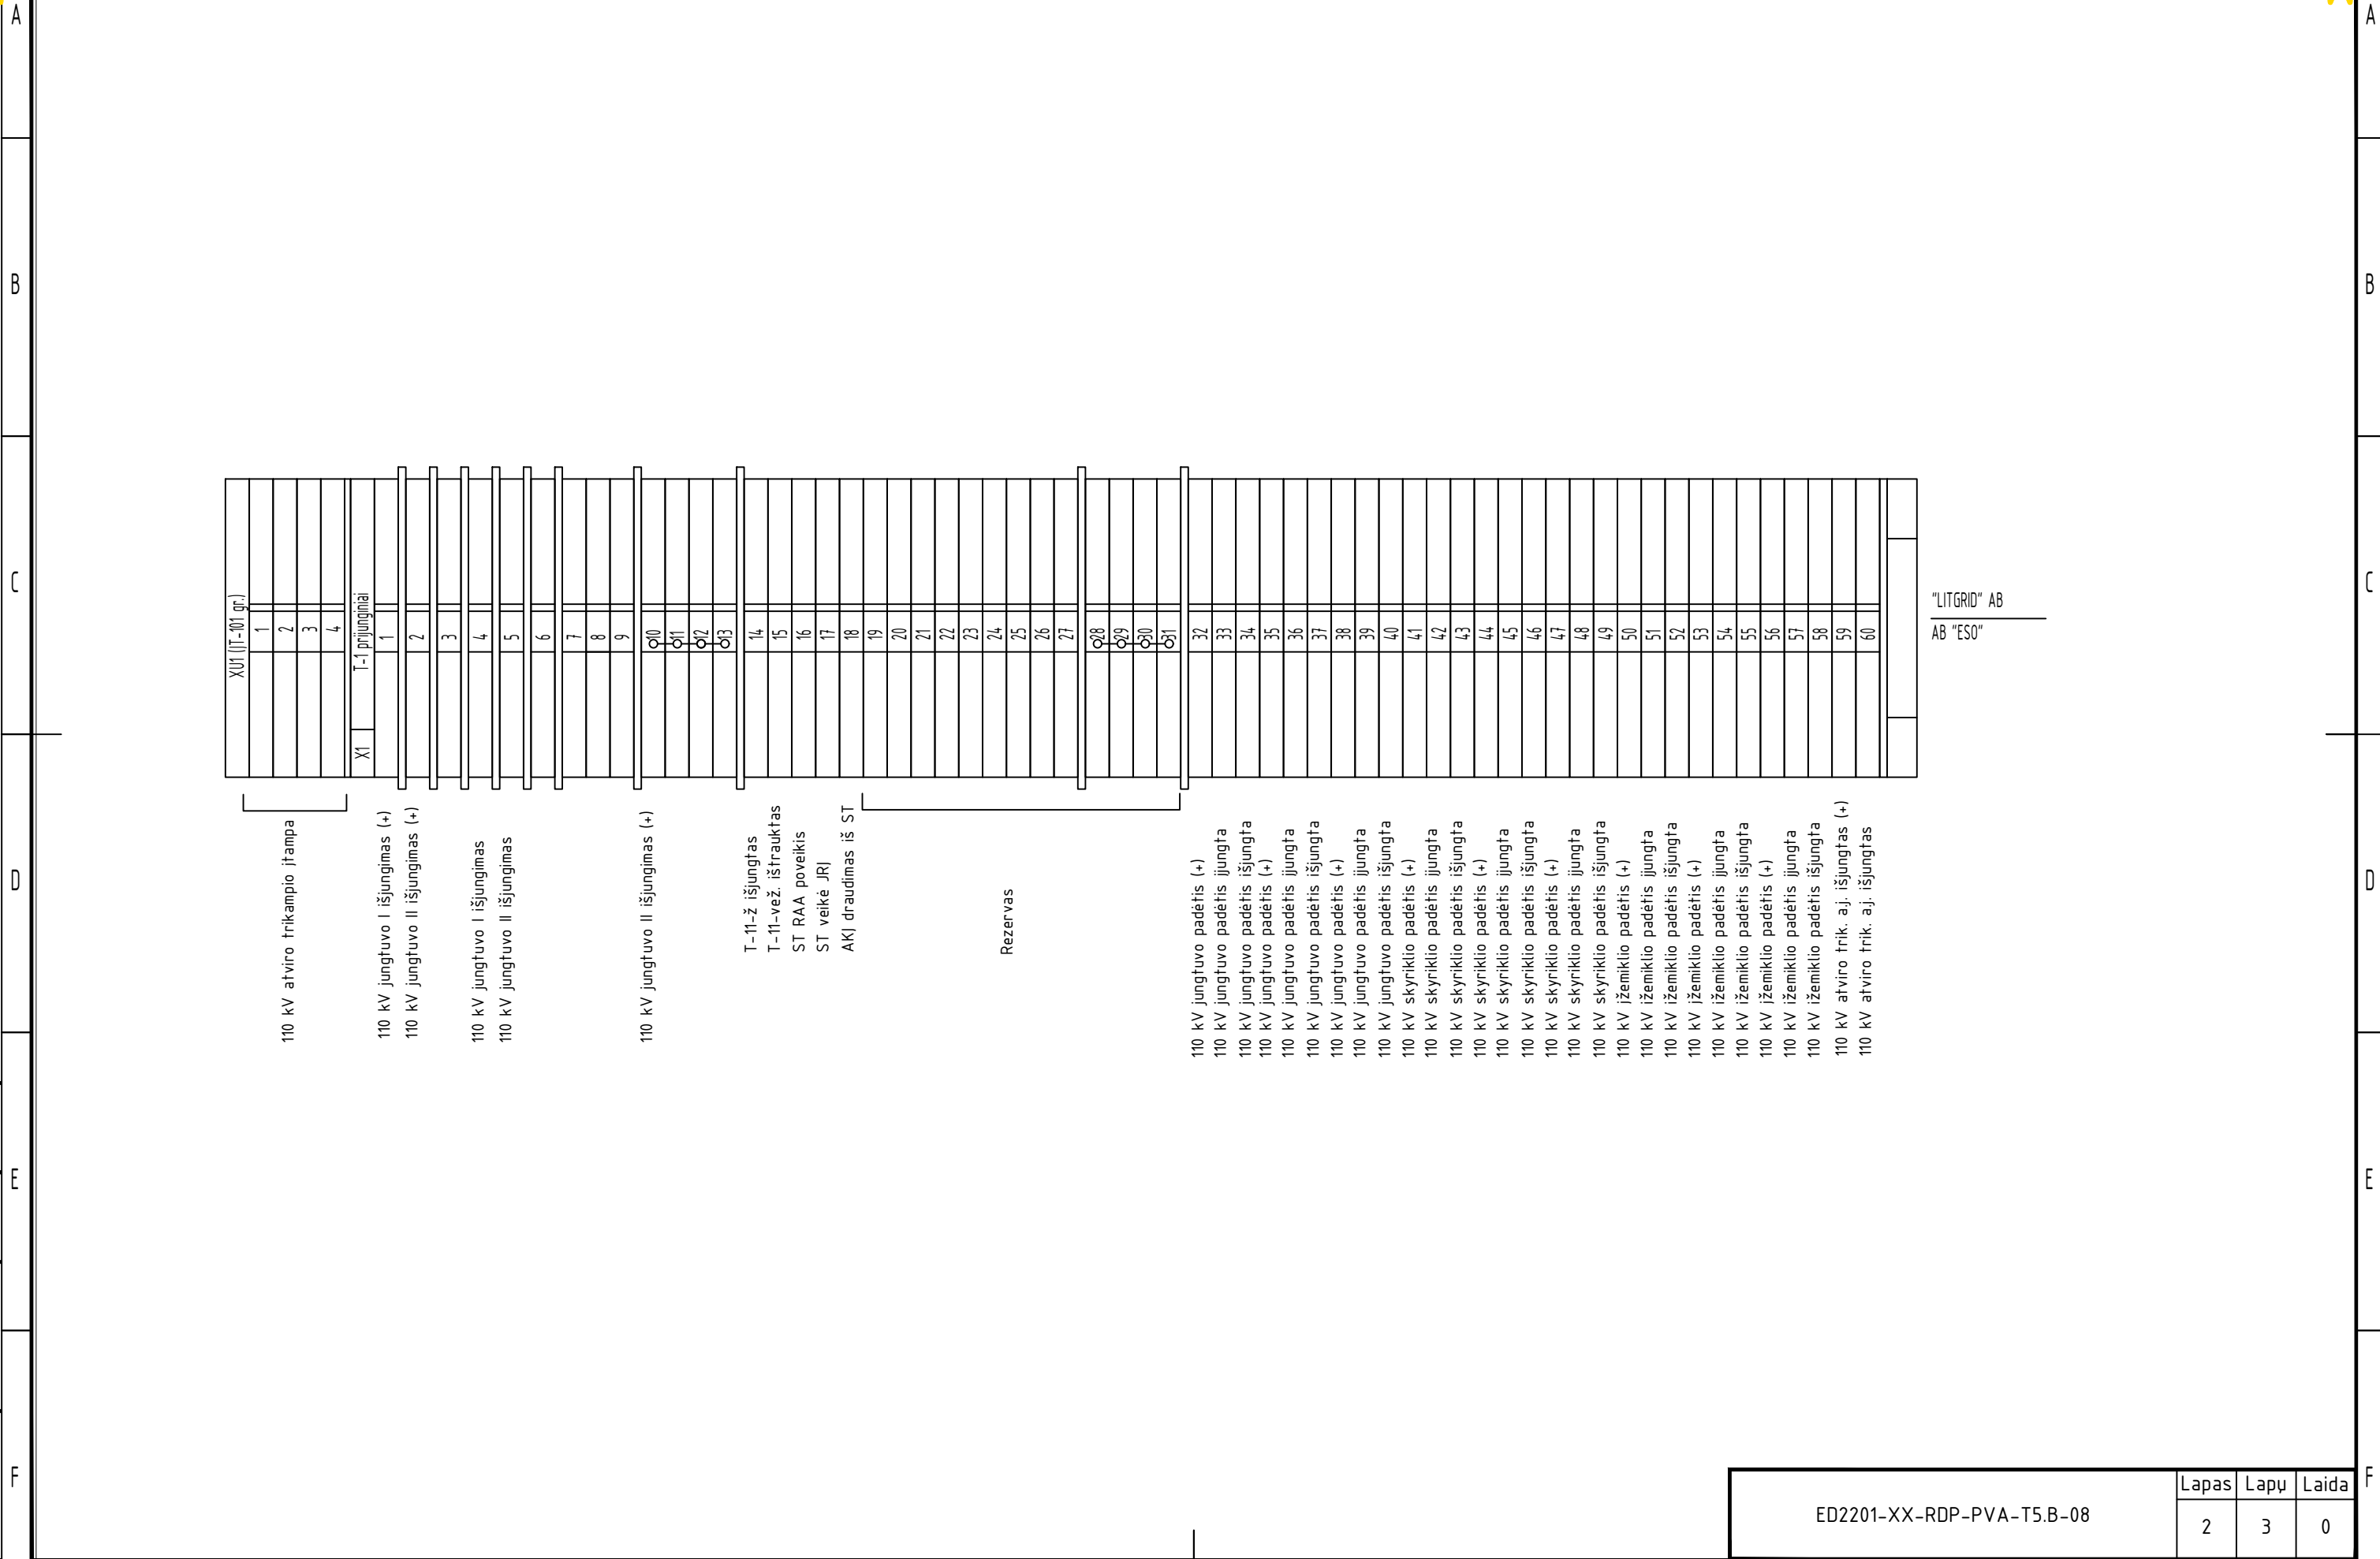 A
A
B
B
C
C
D
D
E
E
F
F
XU1 (ĮT-101 gr.)
1
2
3
4
T-1 prijunginiai
X1
1
2
3
4
5
6
7
8
9
10
11
12
13
14
15
16
17
18
19
20
21
22
23
24
25
26
27
28
29
30
31
32
33
34
35
36
37
38
39
40
41
42
43
44
45
46
47
48
49
50
51
52
53
54
55
56
57
58
59
60
"LITGRID" AB
AB "ESO"
110 kV atviro trikampio įtampa
110 kV jungtuvo I išjungimas (+)
110 kV jungtuvo II išjungimas (+)
110 kV jungtuvo I išjungimas
110 kV jungtuvo II išjungimas
110 kV jungtuvo II išjungimas (+)
T-11-Ž išjungtas
T-11-vež. ištrauktas
ST RAA poveikis
ST veikė JRĮ
AKĮ draudimas iš ST
Rezervas
110 kV jungtuvo padėtis (+)
110 kV jungtuvo padėtis įjungta
110 kV jungtuvo padėtis išjungta
110 kV jungtuvo padėtis (+)
110 kV jungtuvo padėtis įjungta
110 kV jungtuvo padėtis išjungta
110 kV jungtuvo padėtis (+)
110 kV jungtuvo padėtis įjungta
110 kV jungtuvo padėtis išjungta
110 kV skyriklio padėtis (+)
110 kV skyriklio padėtis įjungta
110 kV skyriklio padėtis išjungta
110 kV skyriklio padėtis (+)
110 kV skyriklio padėtis įjungta
110 kV skyriklio padėtis išjungta
110 kV skyriklio padėtis (+)
110 kV skyriklio padėtis įjungta
110 kV skyriklio padėtis išjungta
110 kV įžemiklio padėtis (+)
110 kV įžemiklio padėtis įjungta
110 kV įžemiklio padėtis išjungta
110 kV įžemiklio padėtis (+)
110 kV įžemiklio padėtis įjungta
110 kV įžemiklio padėtis išjungta
110 kV įžemiklio padėtis (+)
110 kV įžemiklio padėtis įjungta
110 kV įžemiklio padėtis išjungta
110 kV atviro trik. a.j. išjungtas (+)
110 kV atviro trik. a.j. išjungtas
ED2201-XX-RDP-PVA-T5.B-08
Lapas Lapų Laida
2 3 0